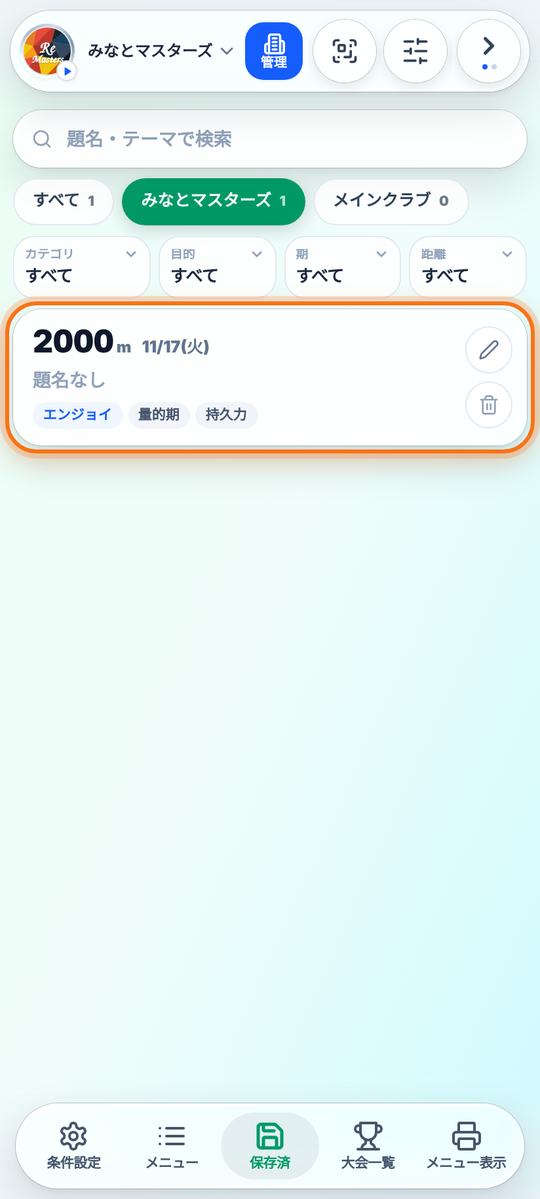 Re
Masters
みなとマスターズ
管理
題名・テーマで検索
すべて 1
みなとマスターズ 1
メインクラブ 0
カテゴリ
すべて
目的
すべて
期
すべて
距離
すべて
2000m 11/17(火)
題名なし
エンジョイ
量的期
持久力
条件設定
メニュー
保存済
大会一覧
メニュー表示